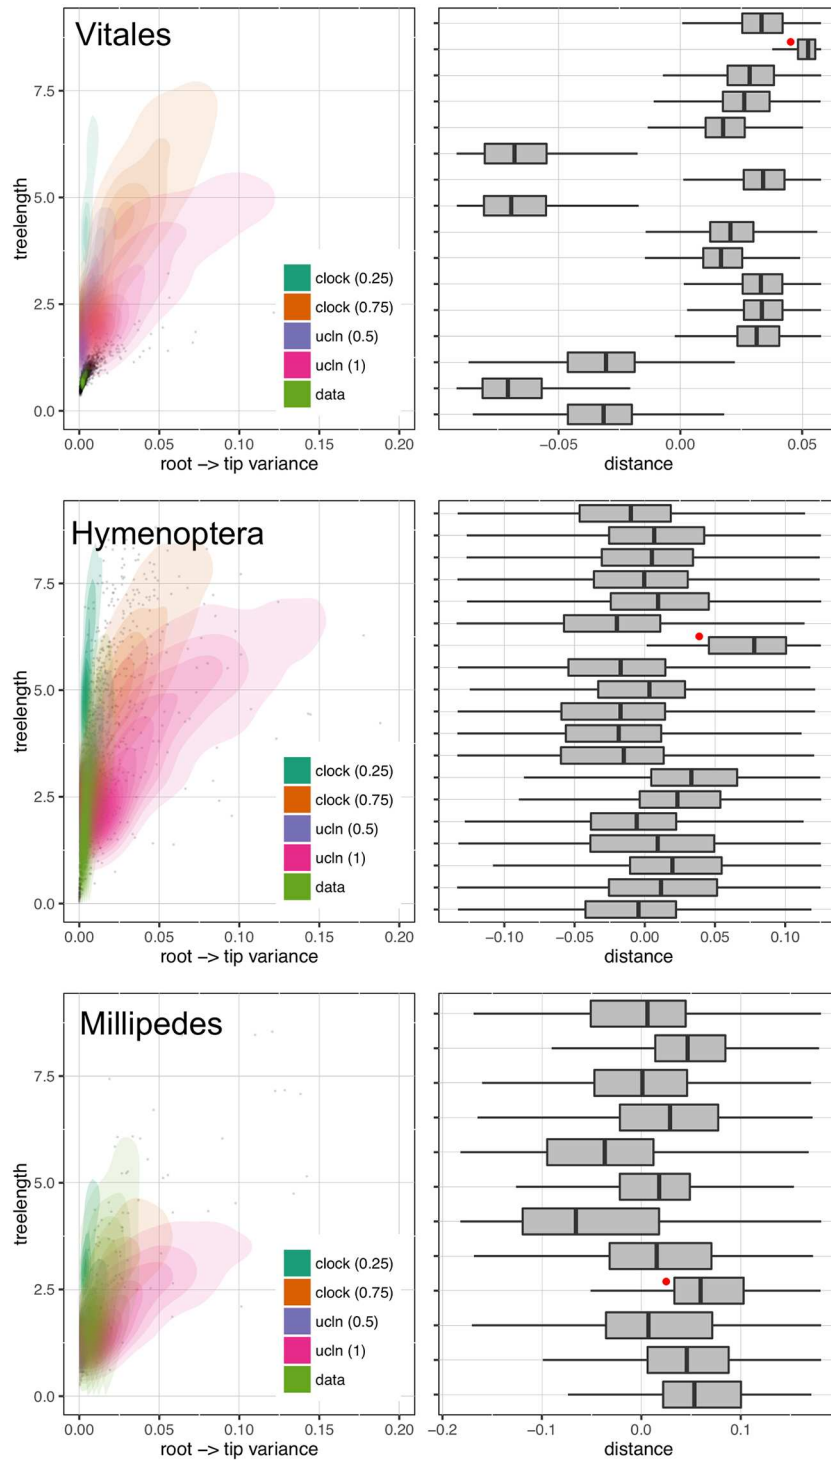 Vitales
treelength
7.5
5.0
2.5
0.0
clock (0.25)
clock (0.75)
ucln (0.5)
ucln (1)
data
0.00 0.05 0.10 0.15 0.20
root −> tip variance
−0.05 0.00 0.05
distance
Hymenoptera
treelength
7.5
5.0
2.5
0.0
clock (0.25)
clock (0.75)
ucln (0.5)
ucln (1)
data
0.00 0.05 0.10 0.15 0.20
root −> tip variance
−0.10 −0.05 0.00 0.05 0.10
distance
Millipedes
treelength
7.5
5.0
2.5
0.0
clock (0.25)
clock (0.75)
ucln (0.5)
ucln (1)
data
0.00 0.05 0.10 0.15 0.20
root −> tip variance
−0.2 −0.1 0.0 0.1
distance